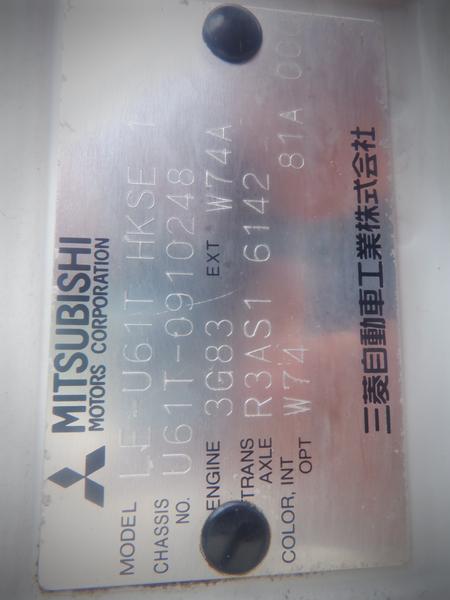 MITSUBISHI
MOTORS CORPORATION
MODEL LE-U61T HKSE 1
CHASSIS NO. U61T-0910248
ENGINE 3G83 EXT W74A
TRANS AXLE R3AS1 6142
COLOR, INT OPT W74 81A
三菱自動車工業株式会社